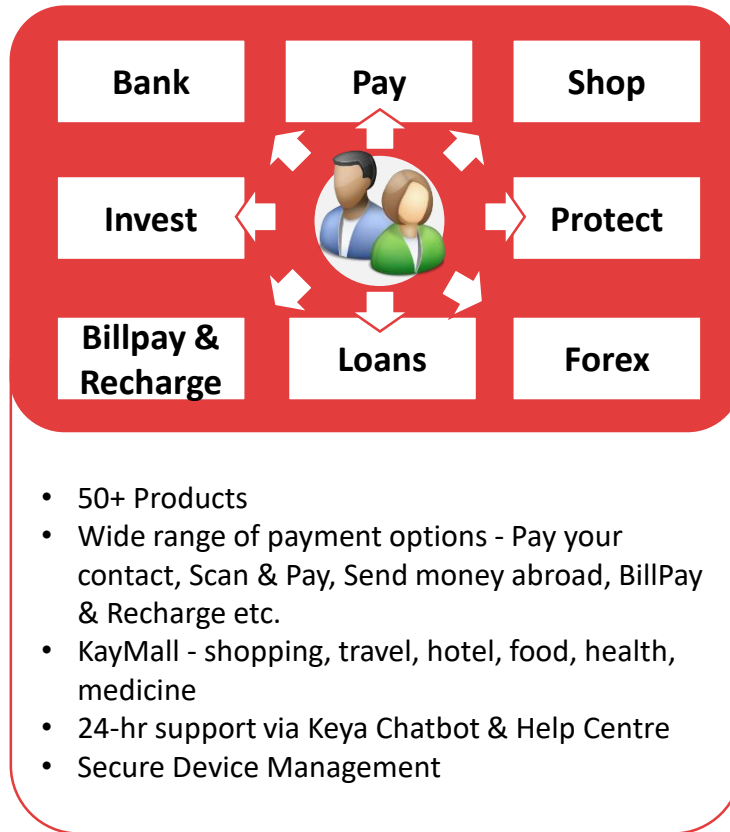 Bank
Pay
Shop
Invest
Protect
Billpay &
Recharge
Loans
Forex
• 50+ Products
• Wide range of payment options - Pay your
contact, Scan & Pay, Send money abroad, BillPay
& Recharge etc.
• KayMall - shopping, travel, hotel, food, health,
medicine
• 24-hr support via Keya Chatbot & Help Centre
• Secure Device Management